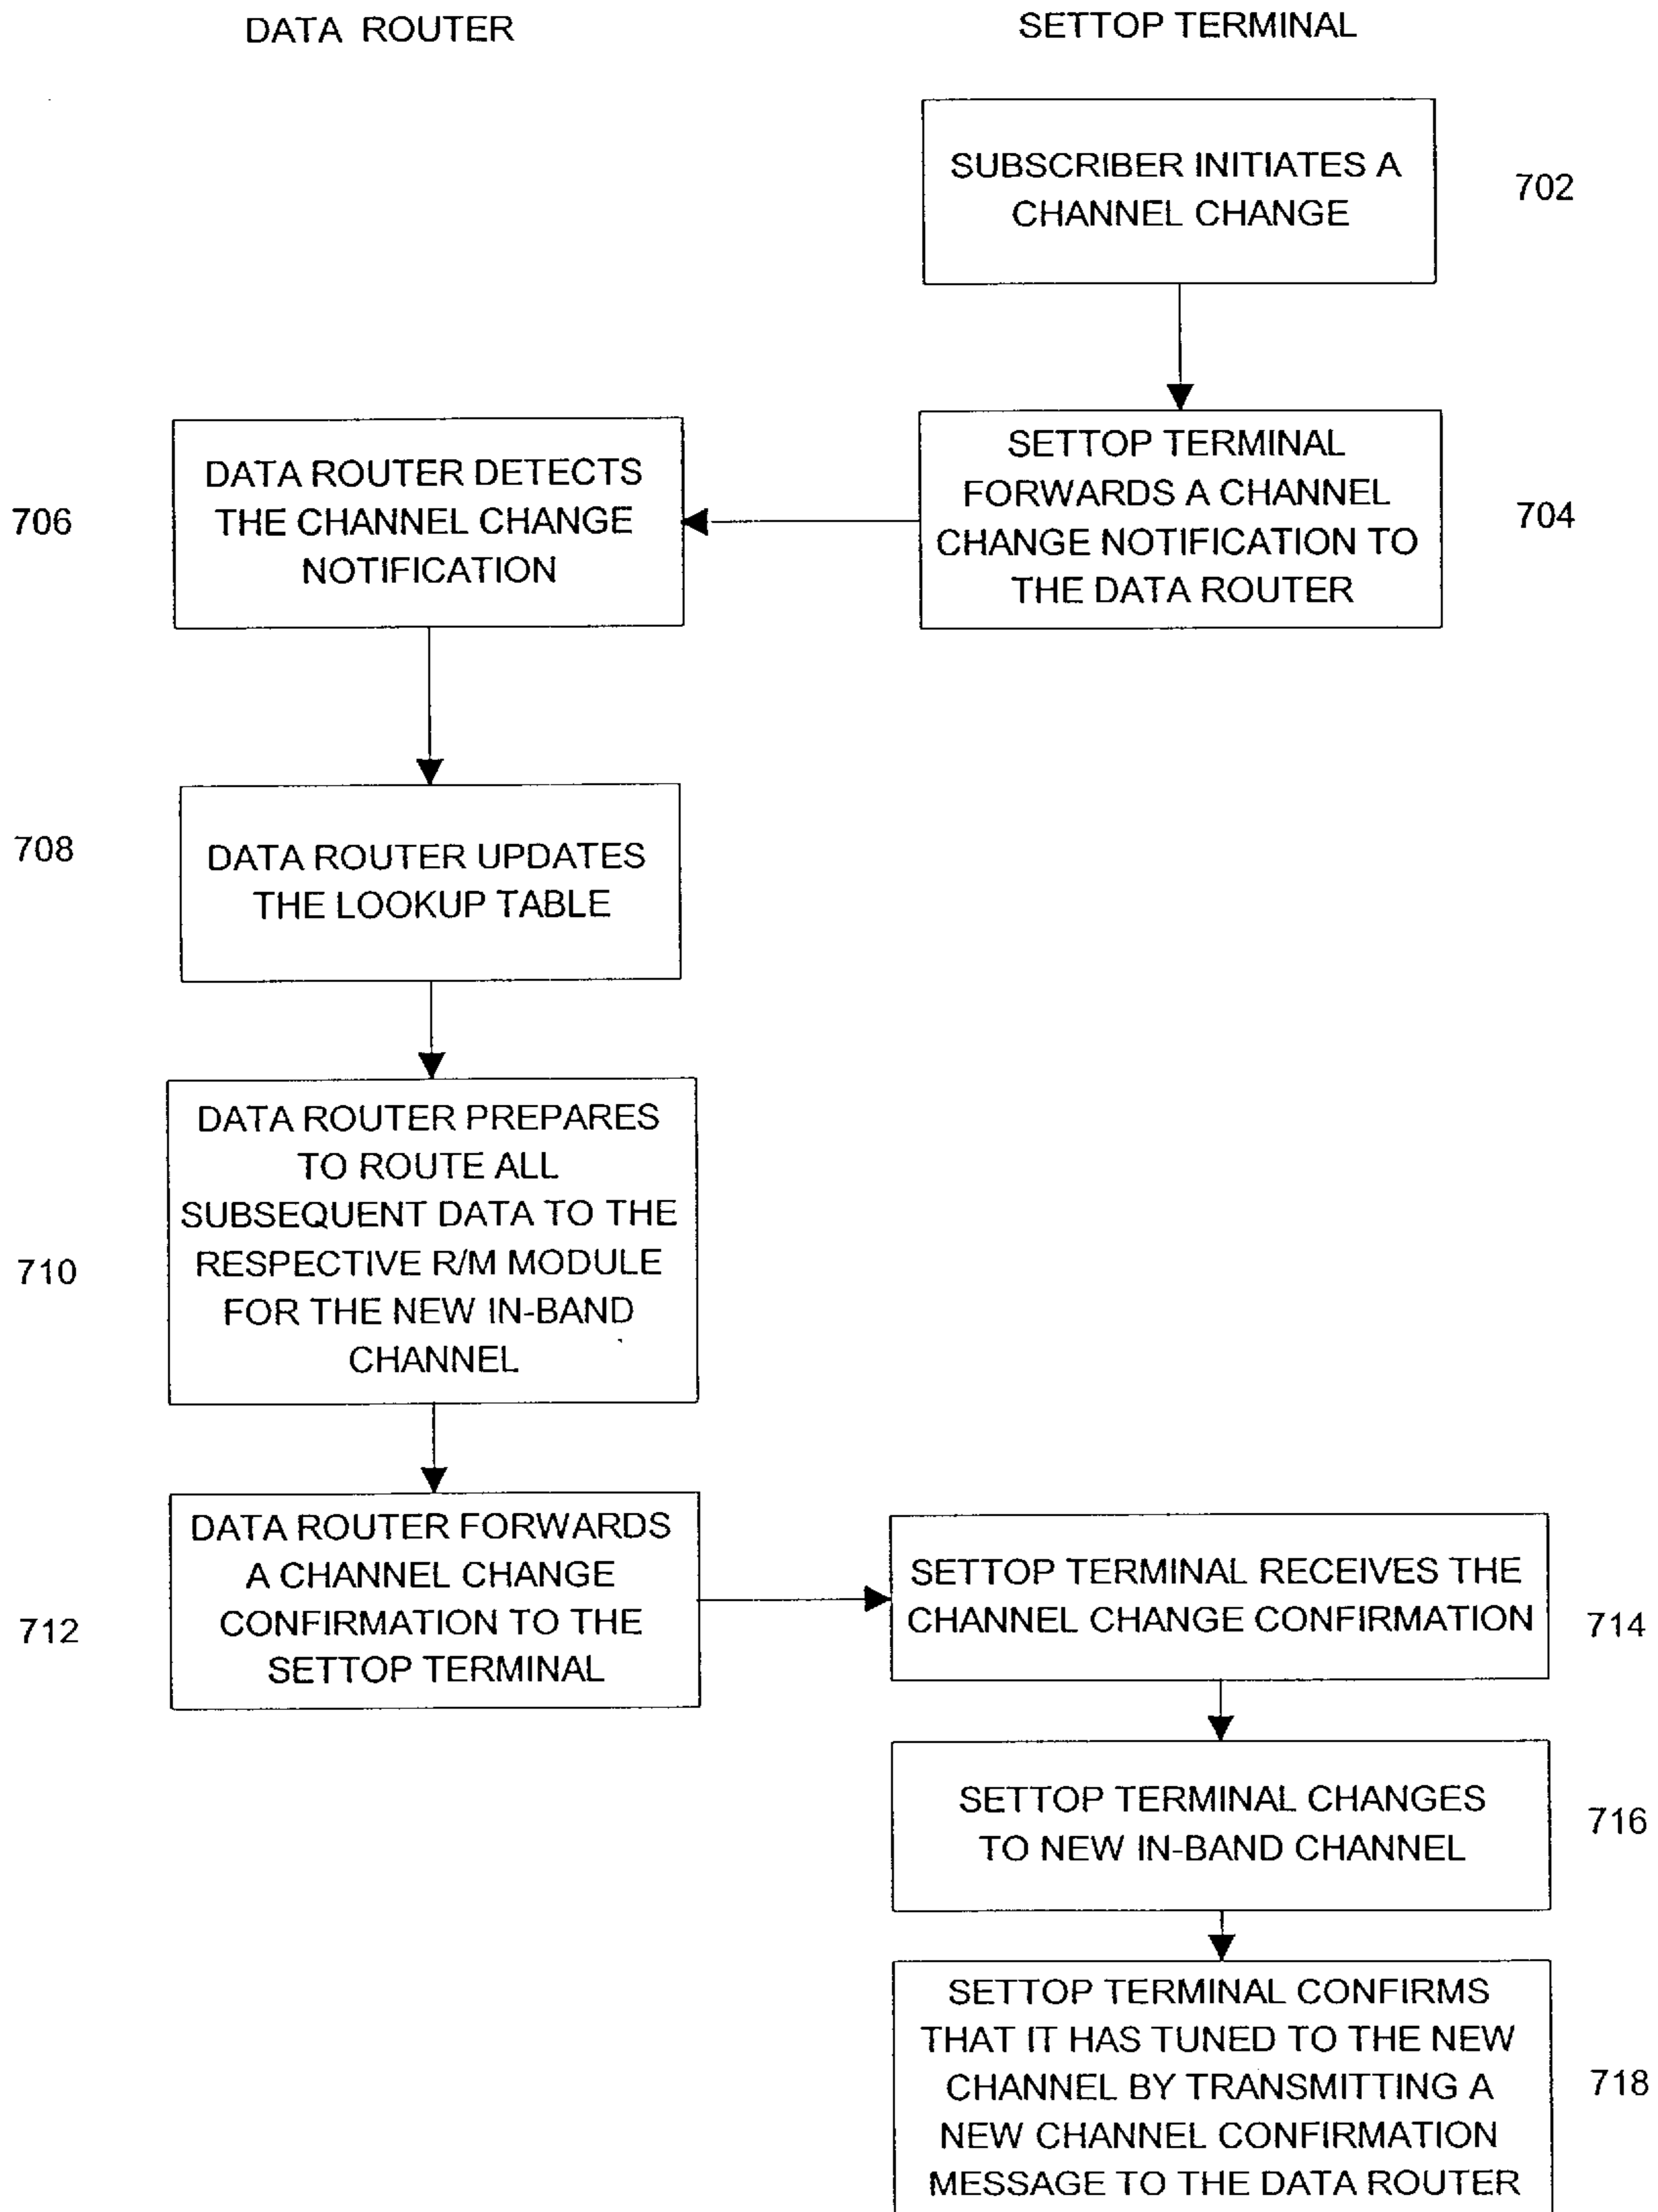 DATA ROUTER
SETTOP TERMINAL
SUBSCRIBER INITIATES A
CHANNEL CHANGE
702
SETTOP TERMINAL
FORWARDS A CHANNEL
CHANGE NOTIFICATION TO
THE DATA ROUTER
704
706
DATA ROUTER DETECTS
THE CHANNEL CHANGE
NOTIFICATION
708
DATA ROUTER UPDATES
THE LOOKUP TABLE
710
DATA ROUTER PREPARES
TO ROUTE ALL
SUBSEQUENT DATA TO THE
RESPECTIVE R/M MODULE
FOR THE NEW IN-BAND
CHANNEL
712
DATA ROUTER FORWARDS
A CHANNEL CHANGE
CONFIRMATION TO THE
SETTOP TERMINAL
SETTOP TERMINAL RECEIVES THE
CHANNEL CHANGE CONFIRMATION
714
SETTOP TERMINAL CHANGES
TO NEW IN-BAND CHANNEL
716
SETTOP TERMINAL CONFIRMS
THAT IT HAS TUNED TO THE NEW
CHANNEL BY TRANSMITTING A
NEW CHANNEL CONFIRMATION
MESSAGE TO THE DATA ROUTER
718